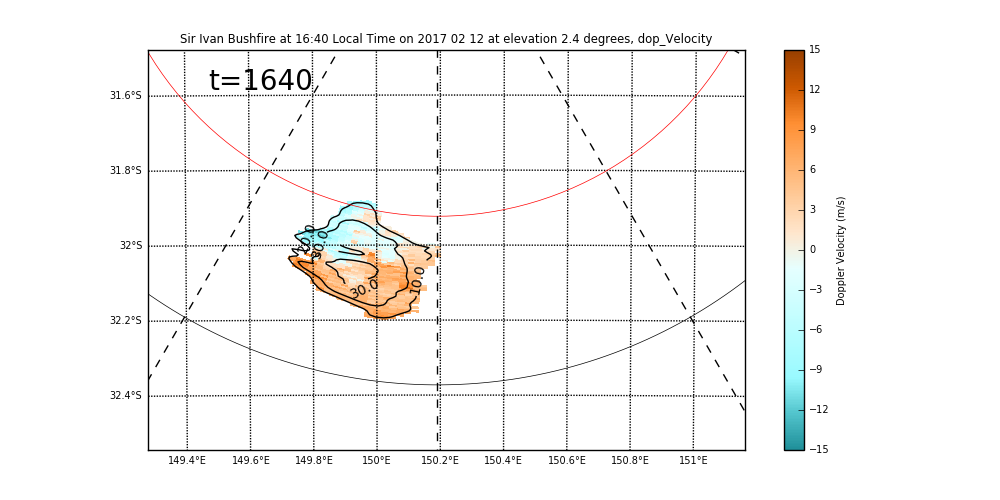 Sir Ivan Bushfire at 16:40 Local Time on 2017 02 12 at elevation 2.4 degrees, dop_Velocity
t=1640
31.6°S
31.8°S
32°S
32.2°S
32.4°S
149.4°E 149.6°E 149.8°E 150°E 150.2°E 150.4°E 150.6°E 150.8°E 151°E
30.0
10.0
15
12
9
6
3
0
−3
−6
−9
−12
−15
Doppler Velocity (m/s)